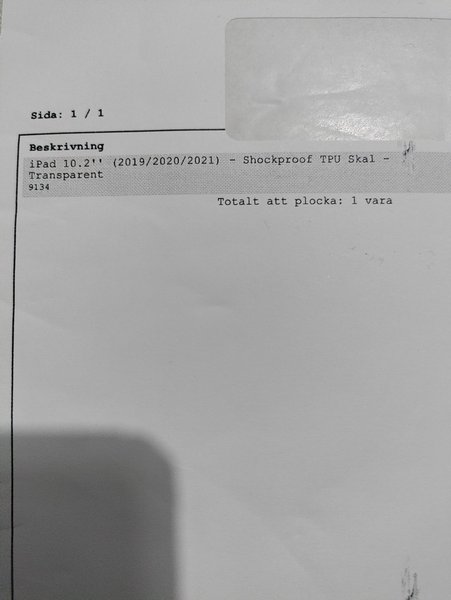 Sida: 1 / 1
Beskrivning
iPad 10.2'' (2019/2020/2021) - Shockproof TPU Skal -
Transparent
9134
Totalt att plocka: 1 vara